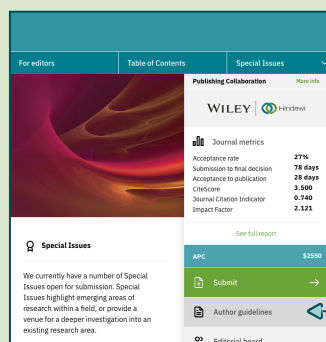 For editors
Table of Contents
Special Issues
Publishing Collaboration
More info
WILEY
Hindawi
Journal metrics
Acceptance rate 27%
Submission to final decision 78 days
Acceptance to publication 28 days
CiteScore 3.500
Journal Citation Indicator 0.740
Impact Factor 2.121
See full report
APC $2550
Submit
Author guidelines
Editorial board
Special Issues
We currently have a number of Special
Issues open for submission. Special
Issues highlight emerging areas of
research within a field, or provide a
venue for a deeper investigation into an
existing research area.